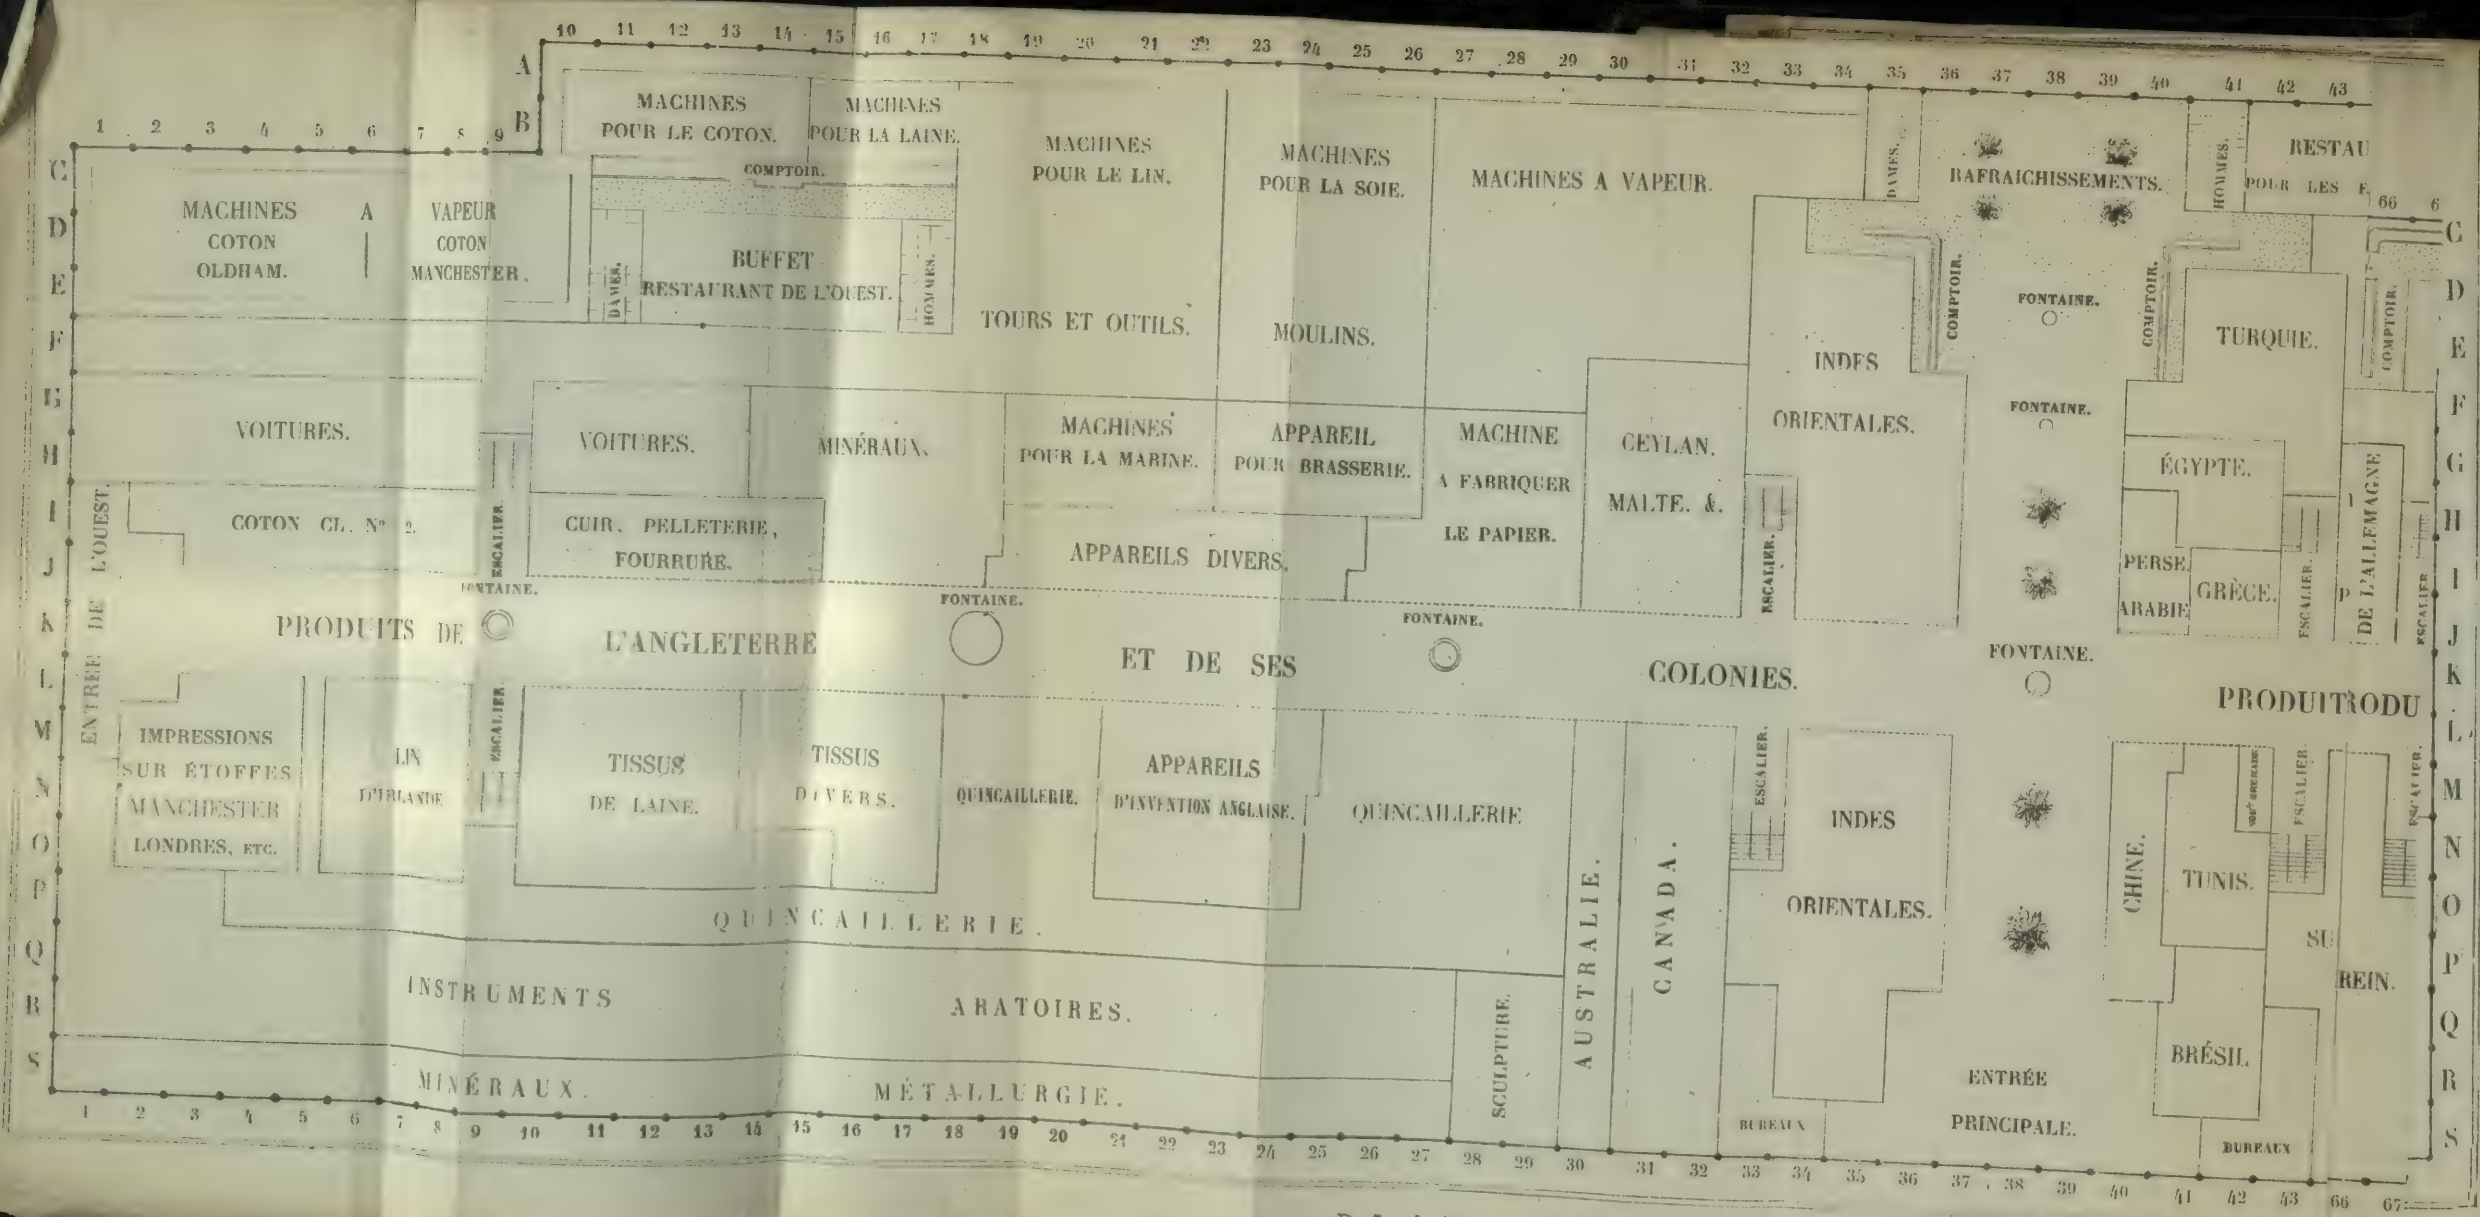 10 11 12 13 14 15 16 17 18 19 20 21 22 23 24 25 26 27 28 29 30 31 32 33 34 35 36 37 38 39 40 41 42 43
A
B
1 2 3 4 5 6 7 8 9
C
D
E
F
G
H
I
J
K
L
M
O
P
Q
R
S
MACHINES
POUR LE COTON.
MACHINES
POUR LA LAINE.
COMPTOIR.
MACHINES
POUR LE LIN.
MACHINES
POUR LA SOIE.
MACHINES A VAPEUR.
DAMES.
RAFRAICHISSEMENTS.
HOMMES.
RESTAU
POUR LES F
66 6
MACHINES
COTON
OLDHAM.
A
VAPEUR
COTON
MANCHESTER.
DAMES.
BUFFET
RESTAURANT DE L'OUEST.
HOMMES.
TOURS ET OUTILS.
MOULINS.
INDES
ORIENTALES.
COMPTOIR.
FONTAINE.
COMPTOIR.
TURQUIE.
COMPTOIR.
FONTAINE.
VOITURES.
VOITURES.
MINÉRAUX.
MACHINES
POUR LA MARINE.
APPAREIL
POUR BRASSERIE.
MACHINE
A FABRIQUER
LE PAPIER.
CEYLAN.
MALTE. &.
ÉGYPTE.
ENTRÉE DE L'OUEST.
COTON CL. Nº 2.
ESCALIER.
CUIR. PELLETERIE,
FOURRURE.
APPAREILS DIVERS.
ESCALIER.
PERSE
ARABIE
GRÈCE.
ESCALIER.
P
DE L'ALLEMAGNE
ESCALIER
FONTAINE.
FONTAINE.
FONTAINE.
FONTAINE.
PRODUITS DE L'ANGLETERRE ET DE SES COLONIES.
PRODUIT RODU
IMPRESSIONS
SUR ÉTOFFES
MANCHESTER
LONDRES, ETC.
LIN
D'IRLANDE
ESCALIER
TISSUS
DE LAINE.
TISSUS
DIVERS.
QUINCAILLERIE.
APPAREILS
D'INVENTION ANGLAISE.
QUINCAILLERIE
AUSTRALIE.
CANADA.
ESCALIER.
INDES
ORIENTALES.
CHINE.
TUNIS.
ESCALIER
ESCALIER.
SU
REIN.
QUINCAILLERIE.
INSTRUMENTS ARATOIRES.
SCULPTURE.
BRÉSIL.
MINÉRAUX. MÉTALLURGIE.
BUREAUX
ENTRÉE
PRINCIPALE.
BUREAUX
C
D
E
F
G
H
I
J
K
L
M
N
O
P
Q
R
S
1 2 3 4 5 6 7 8 9 10 11 12 13 14 15 16 17 18 19 20 21 22 23 24 25 26 27 28 29 30 31 32 33 34 35 36 37 38 39 40 41 42 43 66 67